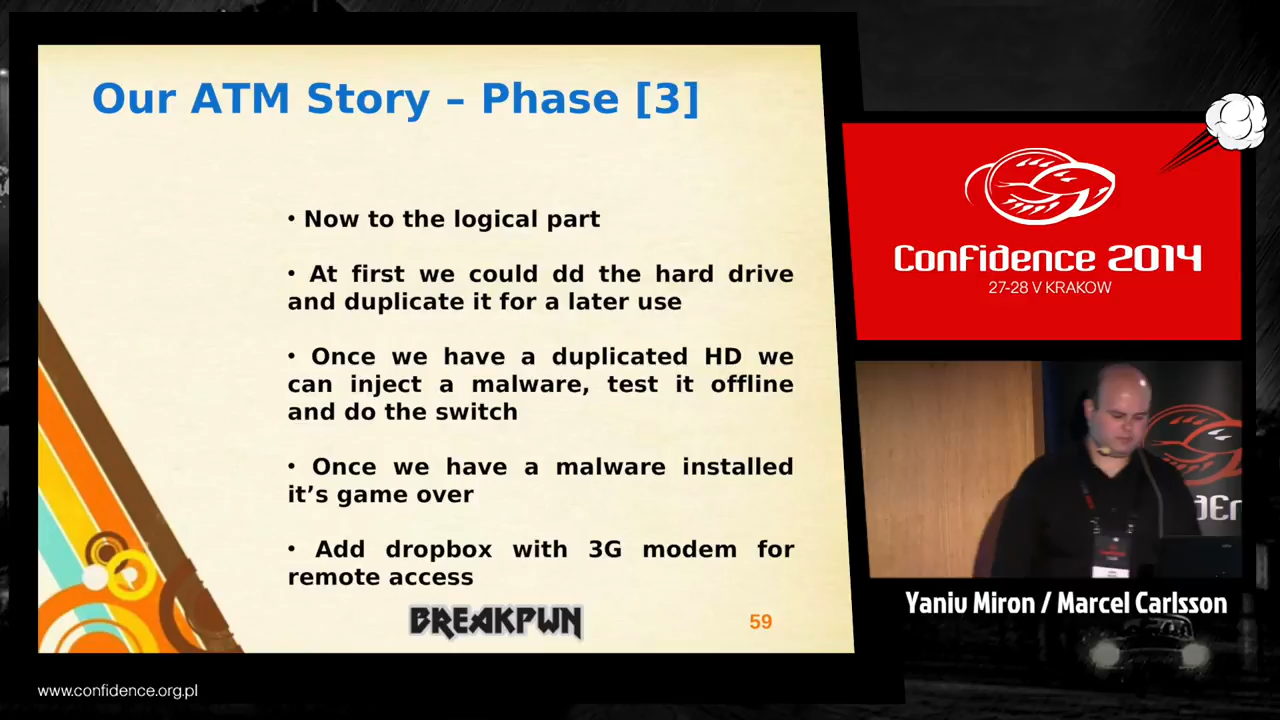 Our ATM Story – Phase [3]
• Now to the logical part
• At first we could dd the hard drive
and duplicate it for a later use
• Once we have a duplicated HD we
can inject a malware, test it offline
and do the switch
• Once we have a malware installed
it's game over
• Add dropbox with 3G modem for
remote access
BREAKPWN
59
ConFidence 2014
27-28 V KRAKOW
Yaniv Miron / Marcel Carlsson
www.confidence.org.pl